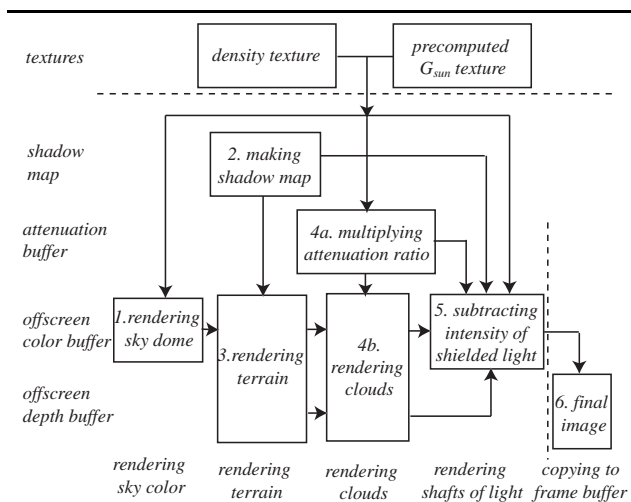 textures
density texture
precomputed
Gsun texture
shadow
map
2. making
shadow map
attenuation
buffer
4a. multiplying
attenuation ratio
offscreen
color buffer
1.rendering
sky dome
3.rendering
terrain
4b.
rendering
clouds
5. subtracting
intensity of
shielded light
offscreen
depth buffer
6. final
image
rendering
sky color
rendering
terrain
rendering
clouds
rendering
shafts of light
copying to
frame buffer